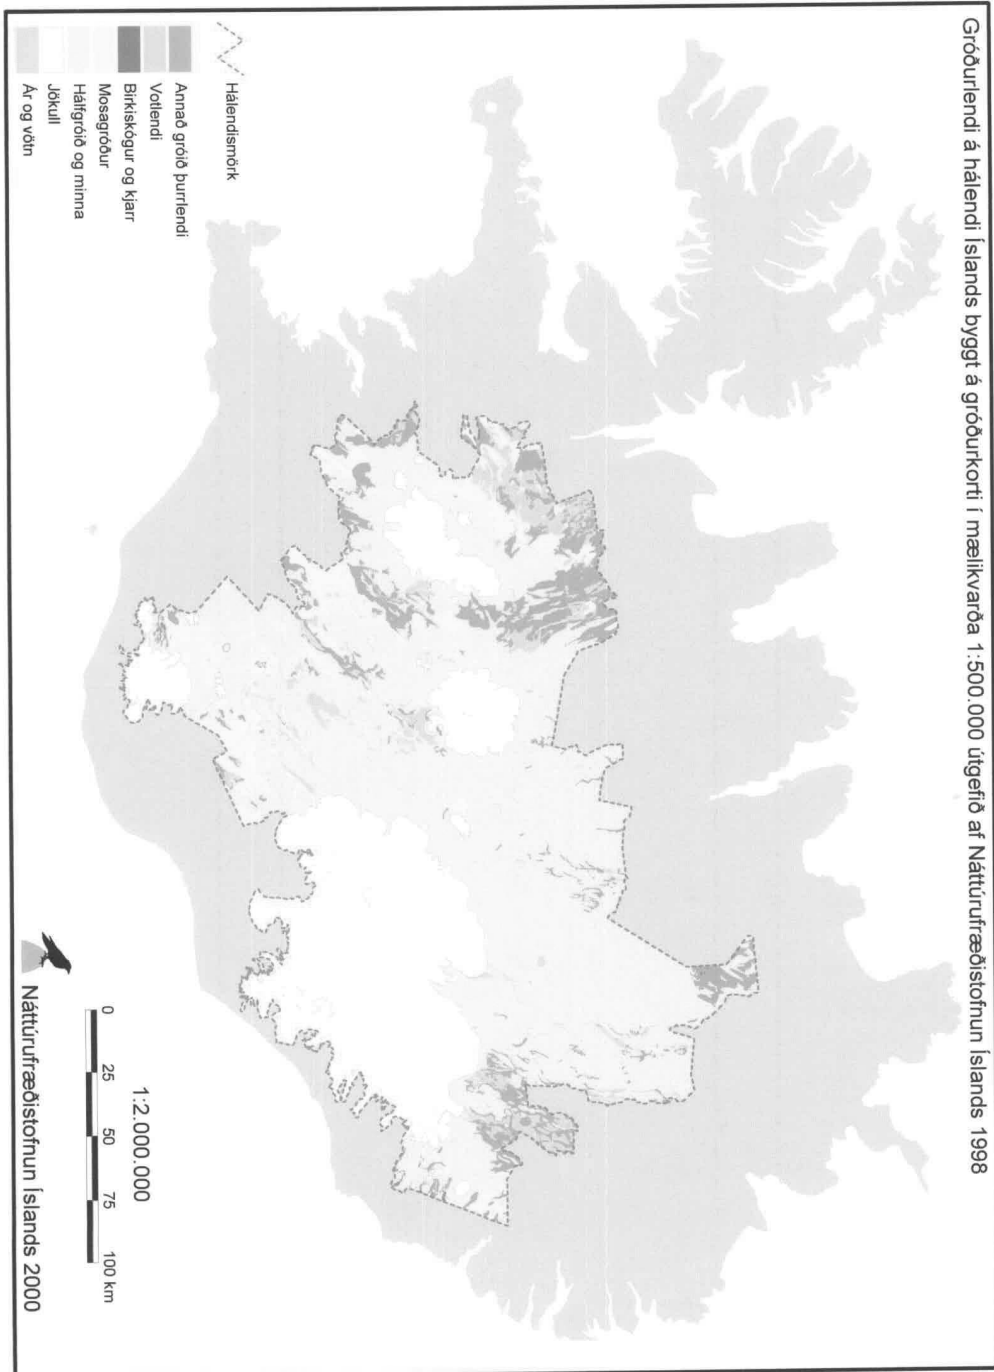 Gróðurlendi á hálendi Íslands byggt á gróðurkorti í mælikvarða 1:500.000 útgefið af Náttúrufræðistofnun Íslands 1998
Hálendismörk
Annað gróið þurrlendi
Votlendi
Birkiskógur og kjarr
Mosagróður
Hálfgróið og minna
Jökull
Ár og vötn
1:2.000.000
0 25 50 75 100 km
Náttúrufræðistofnun Íslands 2000